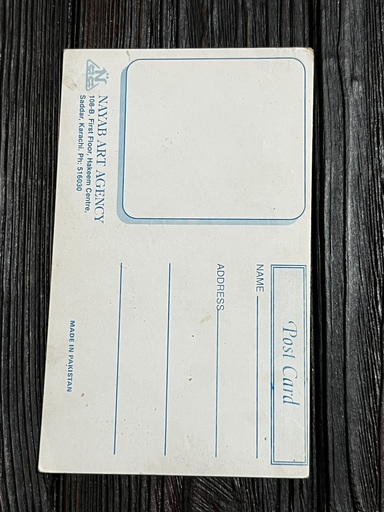 Post Card
NAME
ADDRESS
N
NAYAB ART AGENCY
108-B, First Floor, Hakeem Centre,
Saddar, Karachi. Ph: 516030
MADE IN PAKISTAN